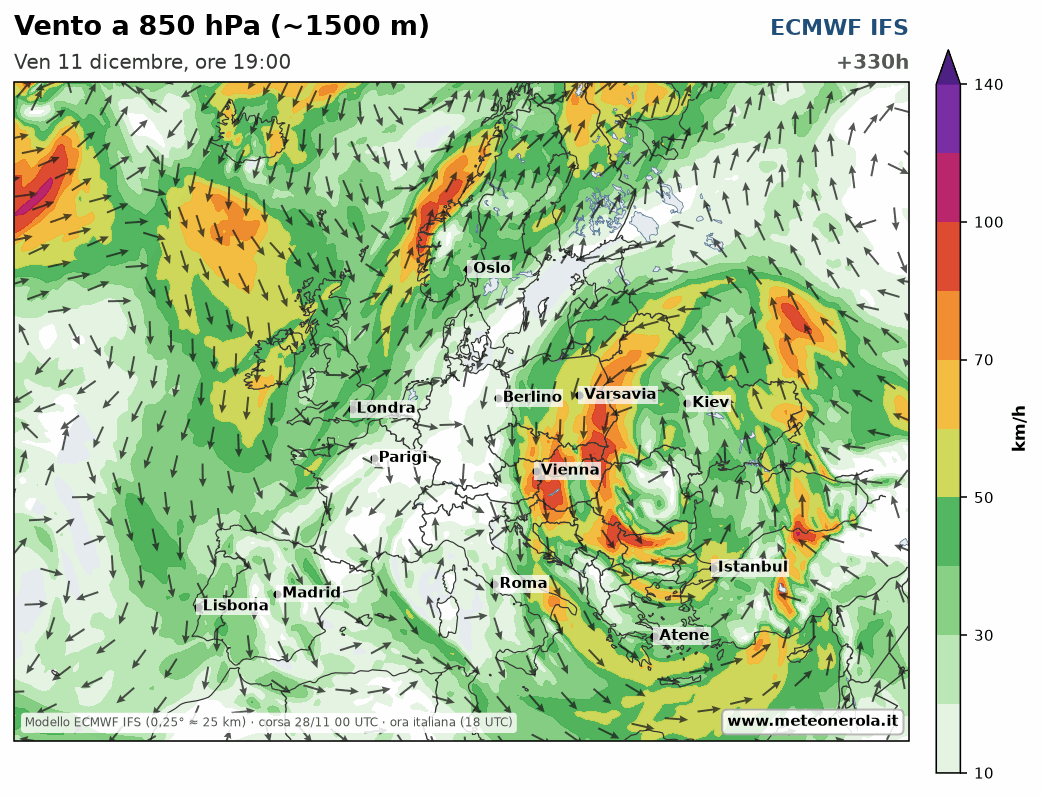 Vento a 850 hPa (~1500 m)
ECMWF IFS
Ven 11 dicembre, ore 19:00
+330h
140
100
70
50
30
10
km/h
Oslo
Berlino
Varsavia
Kiev
Londra
Parigi
Vienna
Istanbul
Roma
Madrid
Lisbona
Atene
Modello ECMWF IFS (0,25° ≈ 25 km) · corsa 28/11 00 UTC · ora italiana (18 UTC)
www.meteonerola.it